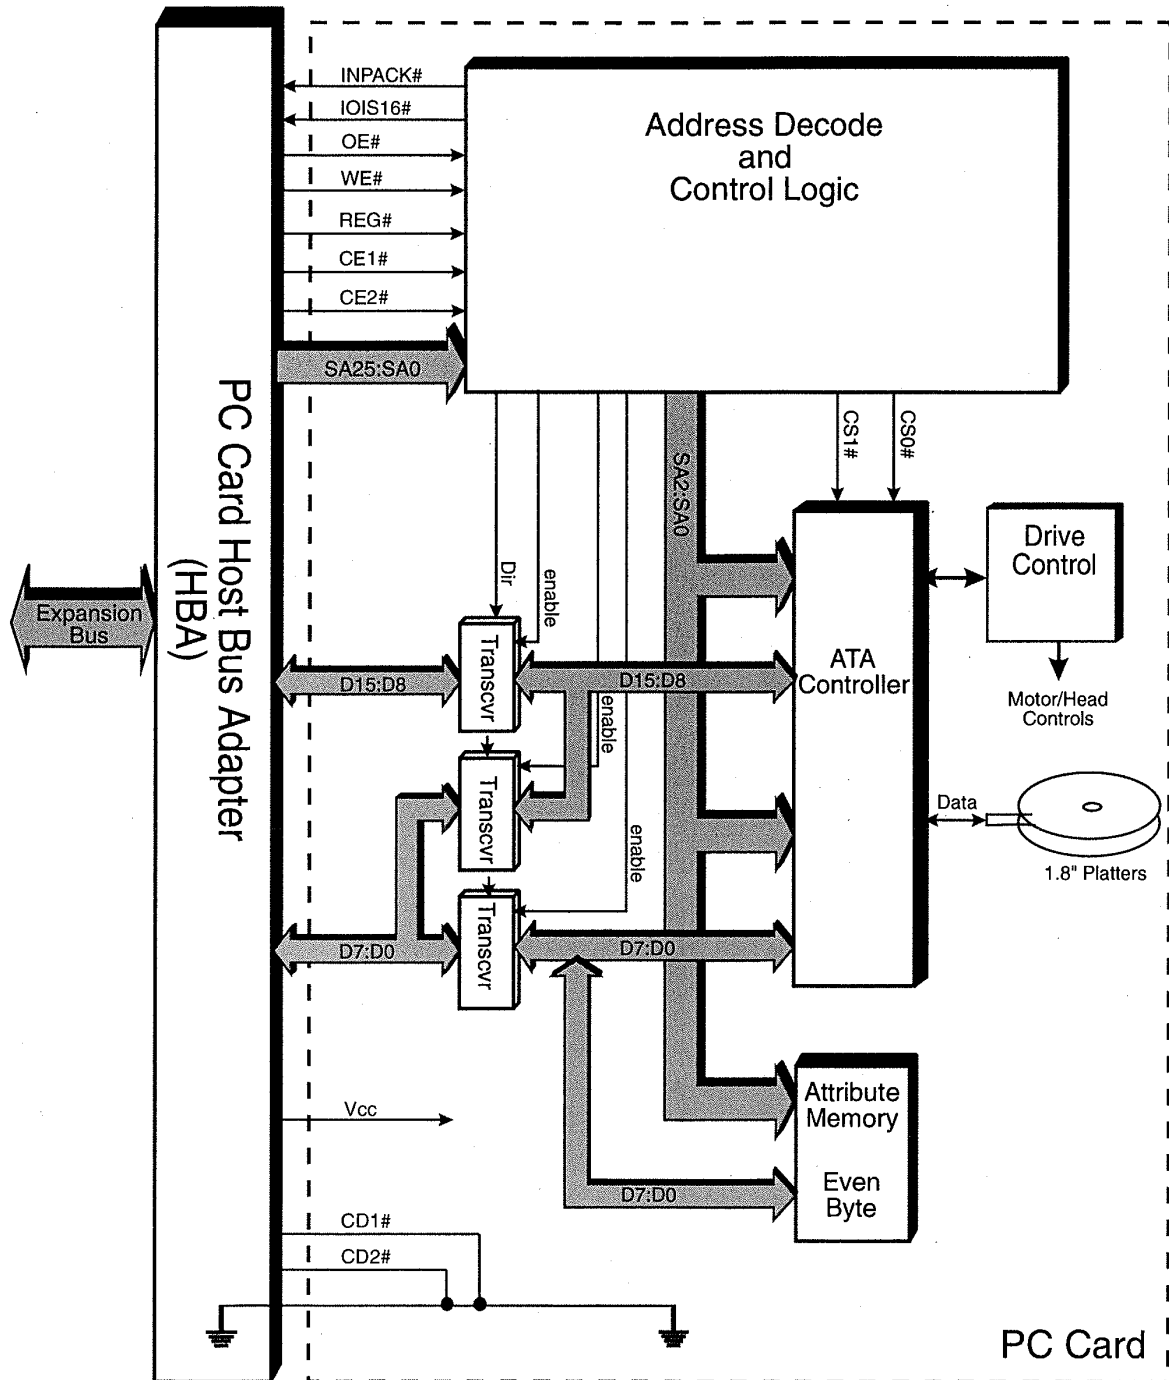 INPACK#
IOIS16#
OE#
WE#
REG#
CE1#
CE2#
SA25:SA0
Address Decode
and
Control Logic
PC Card Host Bus Adapter
(HBA)
Expansion
Bus
Dir
enable
enable
enable
SA2:SA0
CS1#
CS0#
Drive
Control
Motor/Head
Controls
ATA
Controller
Transcvr
D15:D8
D15:D8
Transcvr
Data
1.8" Platters
Transcvr
D7:D0
D7:D0
Vcc
Attribute
Memory
Even
Byte
D7:D0
CD1#
CD2#
PC Card